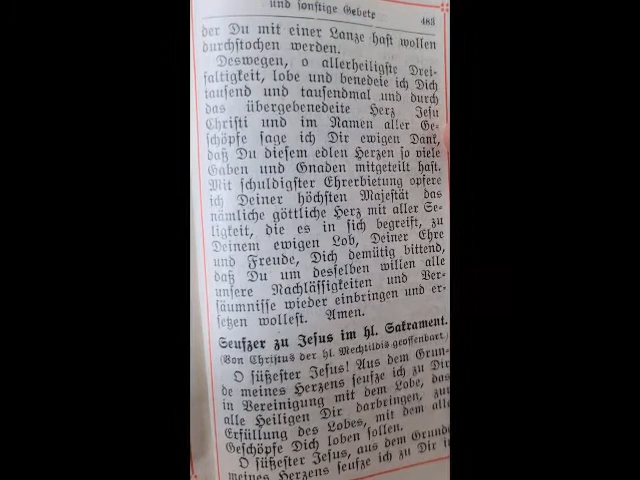 und sonstige Gebete 483
der Du mit einer Lanze hast wollen
durchstochen werden.
Deswegen, o allerheiligste Drei-
faltigkeit, lobe und benedeie ich Dich
tausend und tausendmal und durch
das übergebenedeite Herz Jesu
Christi und im Namen aller Ge-
schöpfe sage ich Dir ewigen Dank,
daß Du diesem edlen Herzen so viele
Gaben und Gnaden mitgeteilt hast.
Mit schuldigster Ehrerbietung opfere
ich Deiner höchsten Majestät das
nämliche göttliche Herz mit aller Se-
ligkeit, die es in sich begreift, zu
Deinem ewigen Lob, Deiner Ehre
und Freude, Dich demütig bittend,
daß Du um desselben willen alle
unsere Nachlässigkeiten und Ver-
säumnisse wieder einbringen und er-
setzen wollest. Amen.
Seufzer zu Jesus im hl. Sakrament.
(Von Christus der hl. Mechtildis geoffenbart.)
O süßester Jesus! Aus dem Grun-
de meines Herzens seufze ich zu Dir
in Vereinigung mit dem Lobe, das
alle Heiligen Dir darbringen, zur
Erfüllung des Lobes, mit dem alle
Geschöpfe Dich loben sollen.
O süßester Jesus, aus dem Grunde
meines Herzens seufze ich zu Dir in